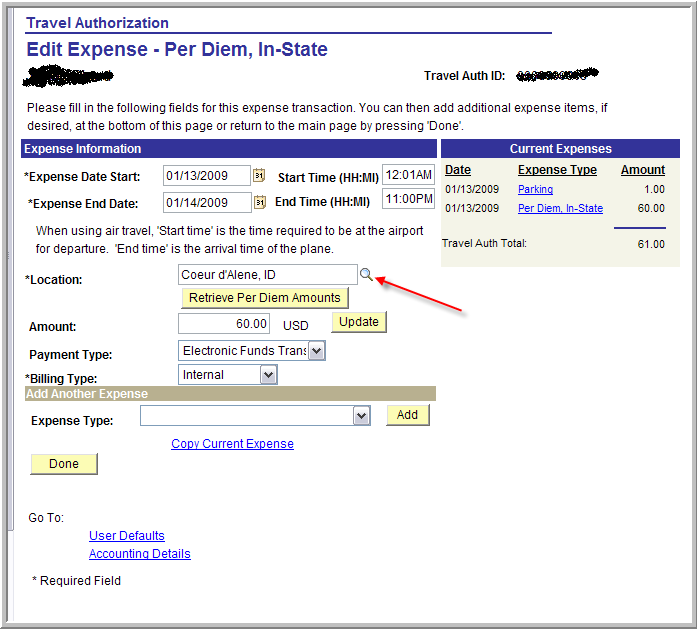 Travel Authorization
Edit Expense - Per Diem, In-State
Travel Auth ID:
Please fill in the following fields for this expense transaction. You can then add additional expense items, if
desired, at the bottom of this page or return to the main page by pressing 'Done'.
Expense Information
*Expense Date Start: 01/13/2009 31 Start Time (HH:MI) 12:01AM
*Expense End Date: 01/14/2009 31 End Time (HH:MI) 11:00PM
When using air travel, 'Start time' is the time required to be at the airport
for departure. 'End time' is the arrival time of the plane.
*Location: Coeur d'Alene, ID
Retrieve Per Diem Amounts
Amount: 60.00 USD Update
Payment Type: Electronic Funds Trans
*Billing Type: Internal
Current Expenses
Date Expense Type Amount
01/13/2009 Parking 1.00
01/13/2009 Per Diem, In-State 60.00
Travel Auth Total: 61.00
Add Another Expense
Expense Type: Add
Copy Current Expense
Done
Go To:
User Defaults
Accounting Details
* Required Field